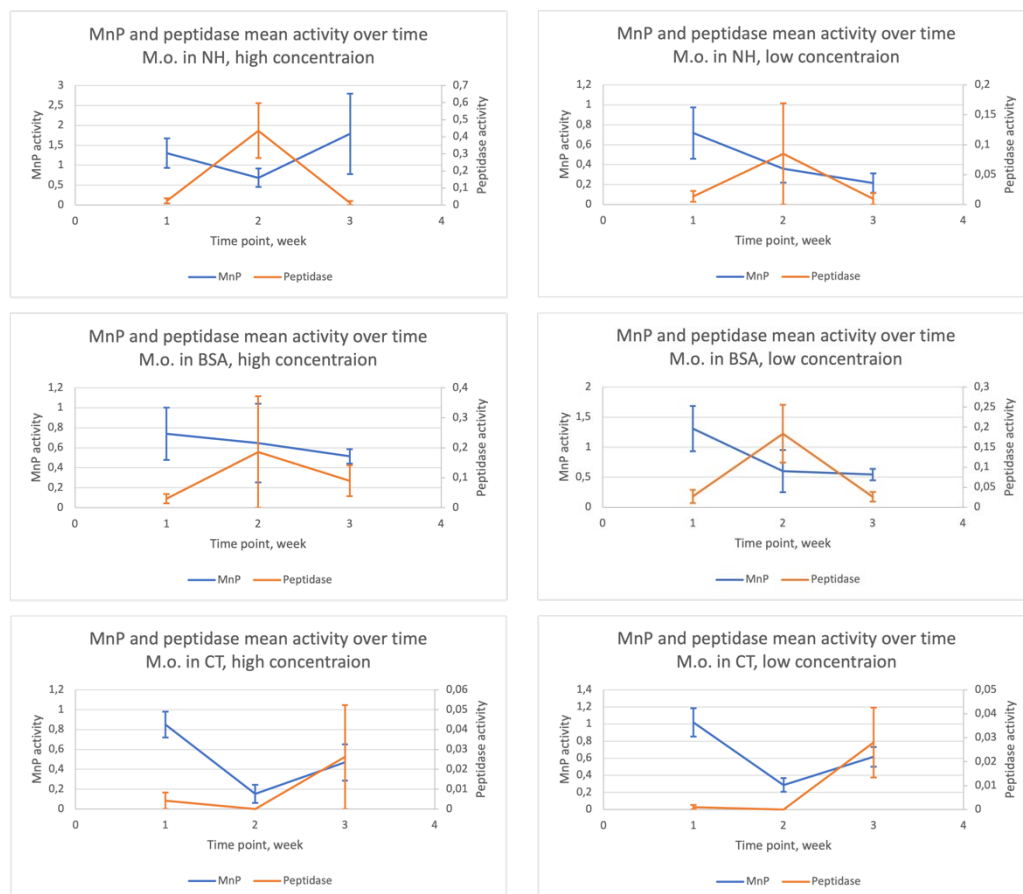 MnP and peptidase mean activity over time
M.o. in NH, high concentraion
MnP activity
3
2,5
2
1,5
1
0,5
0
0,7
0,6
0,5
0,4
0,3
0,2
0,1
0
Peptidase activity
0
1
2
3
4
Time point, week
MnP
Peptidase
MnP and peptidase mean activity over time
M.o. in NH, low concentraion
MnP activity
1,2
1
0,8
0,6
0,4
0,2
0
0,2
0,15
0,1
0,05
0
Peptidase activity
0
1
2
3
4
Time point, week
MnP
Peptidase
MnP and peptidase mean activity over time
M.o. in BSA, high concentraion
MnP activity
1,2
1
0,8
0,6
0,4
0,2
0
0,4
0,3
0,2
0,1
0
Peptidase activity
0
1
2
3
4
Time point, week
MnP
Peptidase
MnP and peptidase mean activity over time
M.o. in BSA, low concentraion
MnP activity
2
1,5
1
0,5
0
0,3
0,25
0,2
0,15
0,1
0,05
0
Peptidase activity
0
1
2
3
4
Time point, week
MnP
Peptidase
MnP and peptidase mean activity over time
M.o. in CT, high concentraion
MnP activity
1,2
1
0,8
0,6
0,4
0,2
0
0,06
0,05
0,04
0,03
0,02
0,01
0
Peptidase activity
0
1
2
3
4
Time point, week
MnP
Peptidase
MnP and peptidase mean activity over time
M.o. in CT, low concentraion
MnP activity
1,4
1,2
1
0,8
0,6
0,4
0,2
0
0,05
0,04
0,03
0,02
0,01
0
Peptidase activity
0
1
2
3
4
Time point, week
MnP
Peptidase